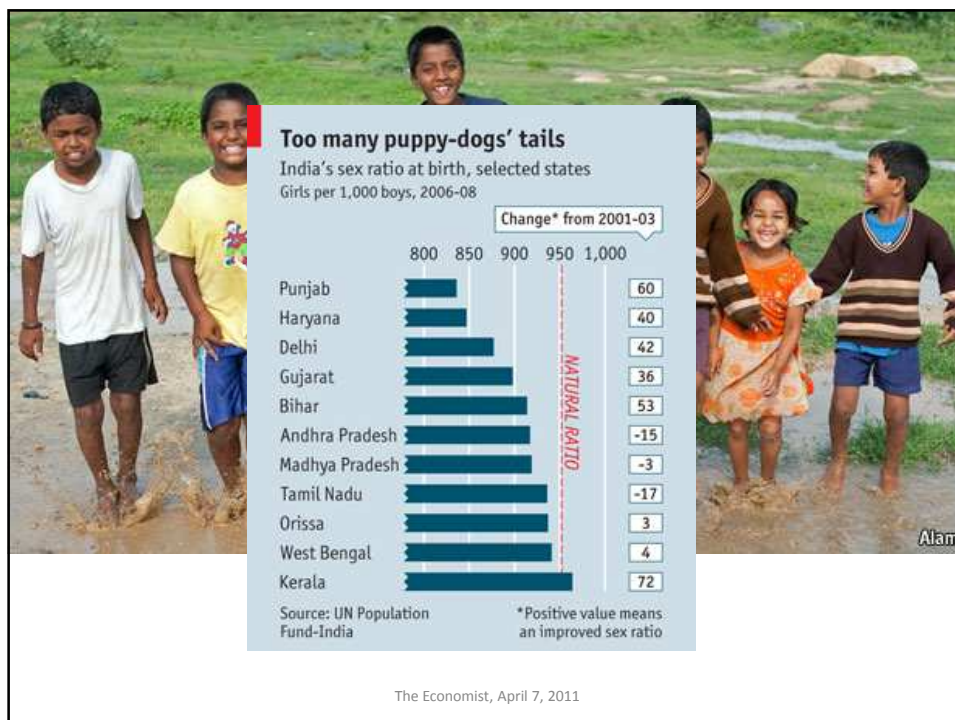 Too many puppy-dogs’ tails
India’s sex ratio at birth, selected states
Girls per 1,000 boys, 2006-08
Change* from 2001-03
800 850 900 950 1,000
Punjab 60
Haryana 40
Delhi 42
Gujarat 36
Bihar 53
Andhra Pradesh -15
Madhya Pradesh -3
Tamil Nadu -17
Orissa 3
West Bengal 4
Kerala 72
NATURAL RATIO
Source: UN Population
Fund-India
*Positive value means
an improved sex ratio
Alam
The Economist, April 7, 2011